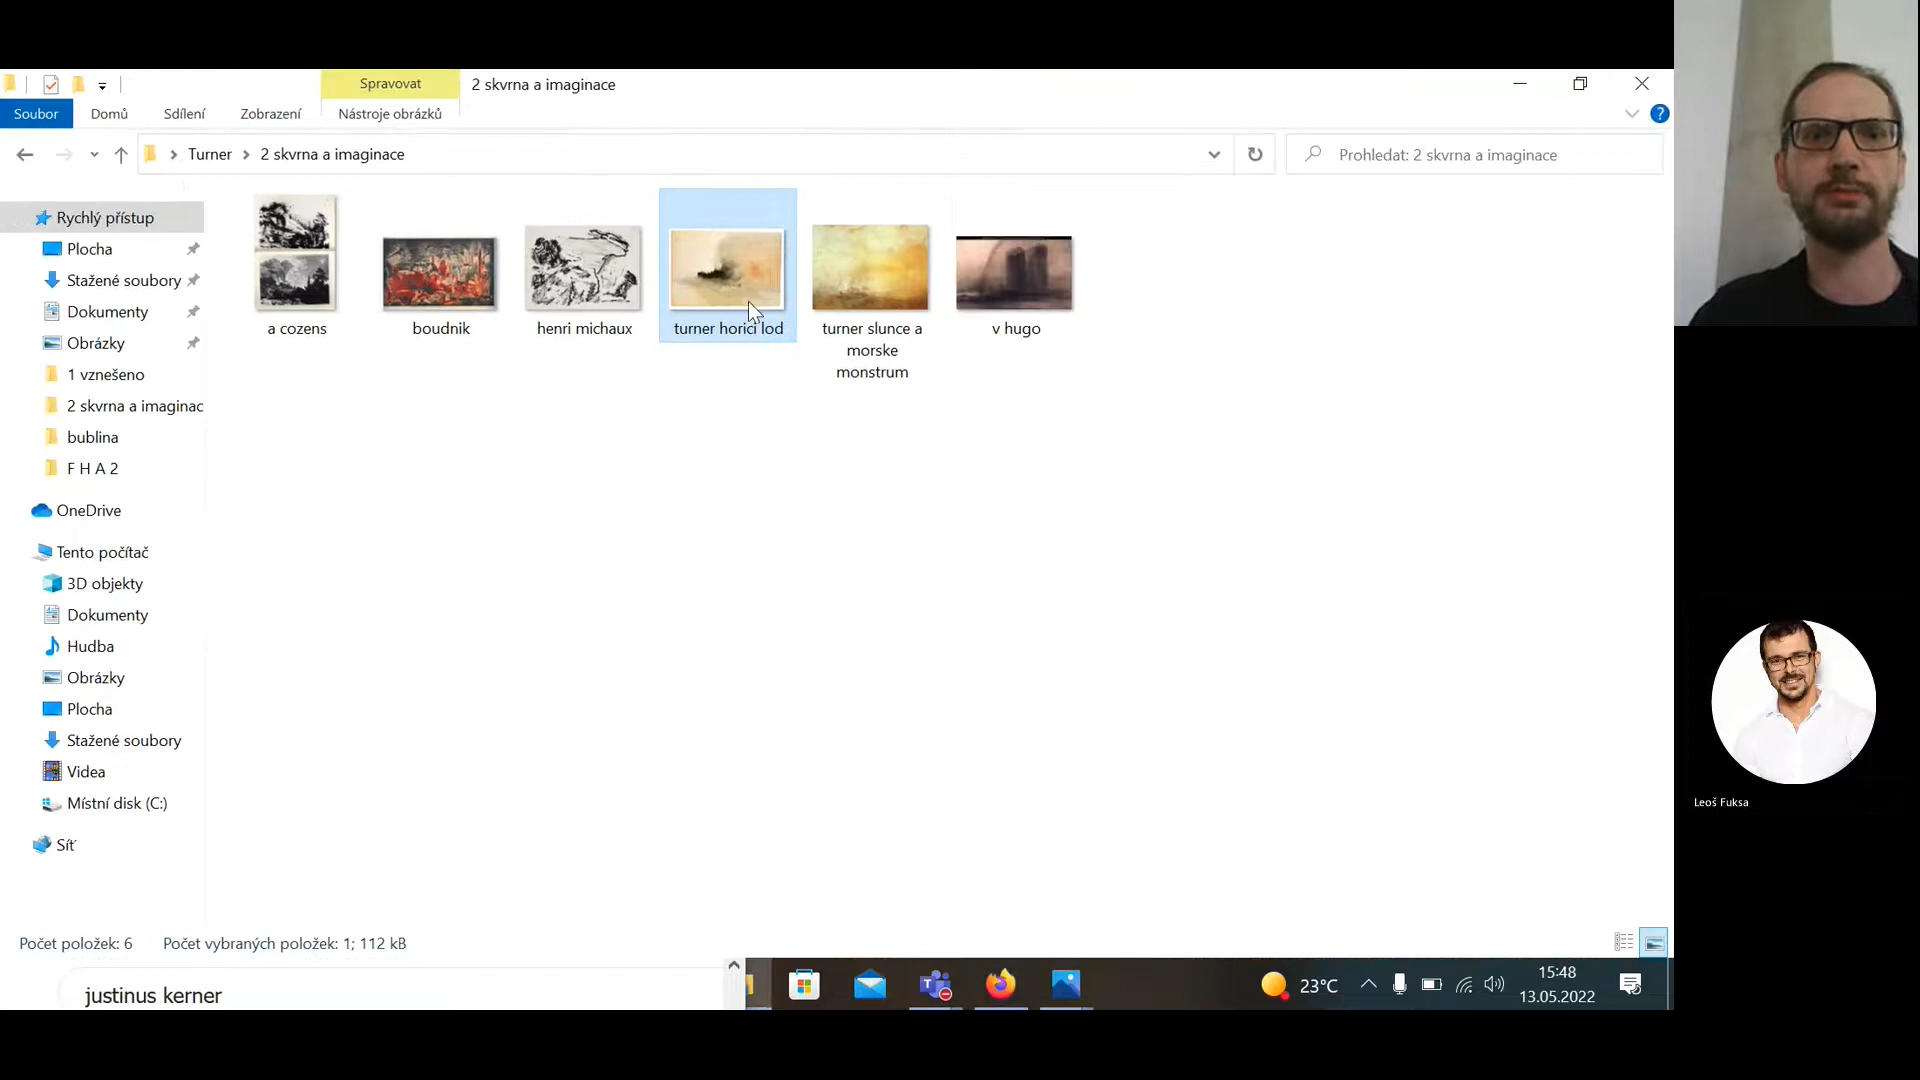 Spravovat
2 skvrna a imaginace
Soubor
Domů
Sdílení
Zobrazení
Nástroje obrázků
?
Turner
2 skvrna a imaginace
Prohledat: 2 skvrna a imaginace
Rychlý přístup
Plocha
Stažené soubory
Dokumenty
Obrázky
1 vznešeno
2 skvrna a imaginac
bublina
F H A 2
OneDrive
Tento počítač
3D objekty
Dokumenty
Hudba
Obrázky
Plocha
Stažené soubory
Videa
Místní disk (C:)
Síť
a cozens
boudnik
henri michaux
turner horici lod
turner slunce a
morske
monstrum
v hugo
Leoš Fuksa
Počet položek: 6
Počet vybraných položek: 1; 112 kB
justinus kerner
23°C
15:48
13.05.2022